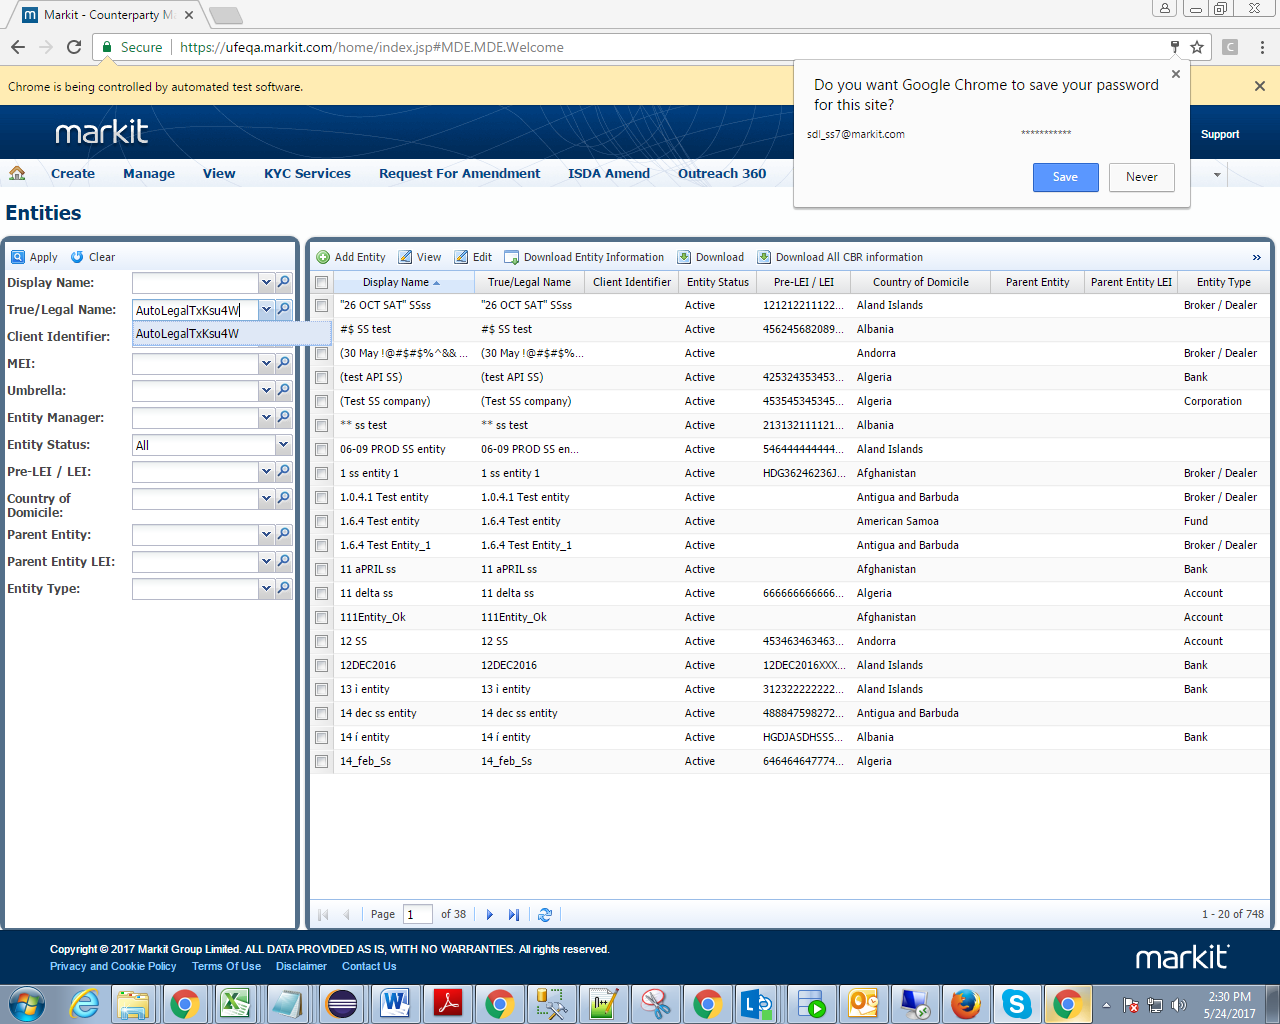 Markit - Counterparty M
Secure https://ufeqa.markit.com/home/index.jsp#MDE.MDE.Welcome
Chrome is being controlled by automated test software.
Do you want Google Chrome to save your password
for this site?
sdl_ss7@markit.com ***********
Save Never
markit
Support
Create Manage View KYC Services Request For Amendment ISDA Amend Outreach 360
Entities
Apply Clear
Display Name:
True/Legal Name: AutoLegalTxKsu4W
AutoLegalTxKsu4W
Client Identifier:
MEI:
Umbrella:
Entity Manager:
Entity Status: All
Pre-LEI / LEI:
Country of
Domicile:
Parent Entity:
Parent Entity LEI:
Entity Type:
Add Entity View Edit Download Entity Information Download Download All CBR information »
Display Name True/Legal Name Client Identifier Entity Status Pre-LEI / LEI Country of Domicile Parent Entity Parent Entity LEI Entity Type
"26 OCT SAT" SSss "26 OCT SAT" SSss Active 121212211122... Aland Islands Broker / Dealer
#$ SS test #$ SS test Active 456245682089... Albania
(30 May !@#$#$%^&& ... (30 May !@#$#$%... Active Andorra Broker / Dealer
(test API SS) (test API SS) Active 425324353453... Algeria Bank
(Test SS company) (Test SS company) Active 453545345345... Algeria Corporation
** ss test ** ss test Active 213132111121... Albania
06-09 PROD SS entity 06-09 PROD SS en... Active 546444444444... Aland Islands
1 ss entity 1 1 ss entity 1 Active HDG36246236J... Afghanistan Broker / Dealer
1.0.4.1 Test entity 1.0.4.1 Test entity Active Antigua and Barbuda Broker / Dealer
1.6.4 Test entity 1.6.4 Test entity Active American Samoa Fund
1.6.4 Test Entity_1 1.6.4 Test Entity_1 Active Antigua and Barbuda Broker / Dealer
11 aPRIL ss 11 aPRIL ss Active Afghanistan Bank
11 delta ss 11 delta ss Active 666666666666... Algeria Account
111Entity_Ok 111Entity_Ok Active Afghanistan Account
12 SS 12 SS Active 453463463463... Andorra Account
12DEC2016 12DEC2016 Active 12DEC2016XXX... Aland Islands Bank
13 i entity 13 i entity Active 312322222222... Aland Islands Bank
14 dec ss entity 14 dec ss entity Active 488847598272... Antigua and Barbuda
14 í entity 14 í entity Active HGDJASDHSSS... Albania Bank
14_feb_Ss 14_feb_Ss Active 646464647774... Algeria
Page 1 of 38 1 - 20 of 748
Copyright © 2017 Markit Group Limited. ALL DATA PROVIDED AS IS, WITH NO WARRANTIES. All rights reserved.
Privacy and Cookie Policy Terms Of Use Disclaimer Contact Us
markit
2:30 PM
5/24/2017